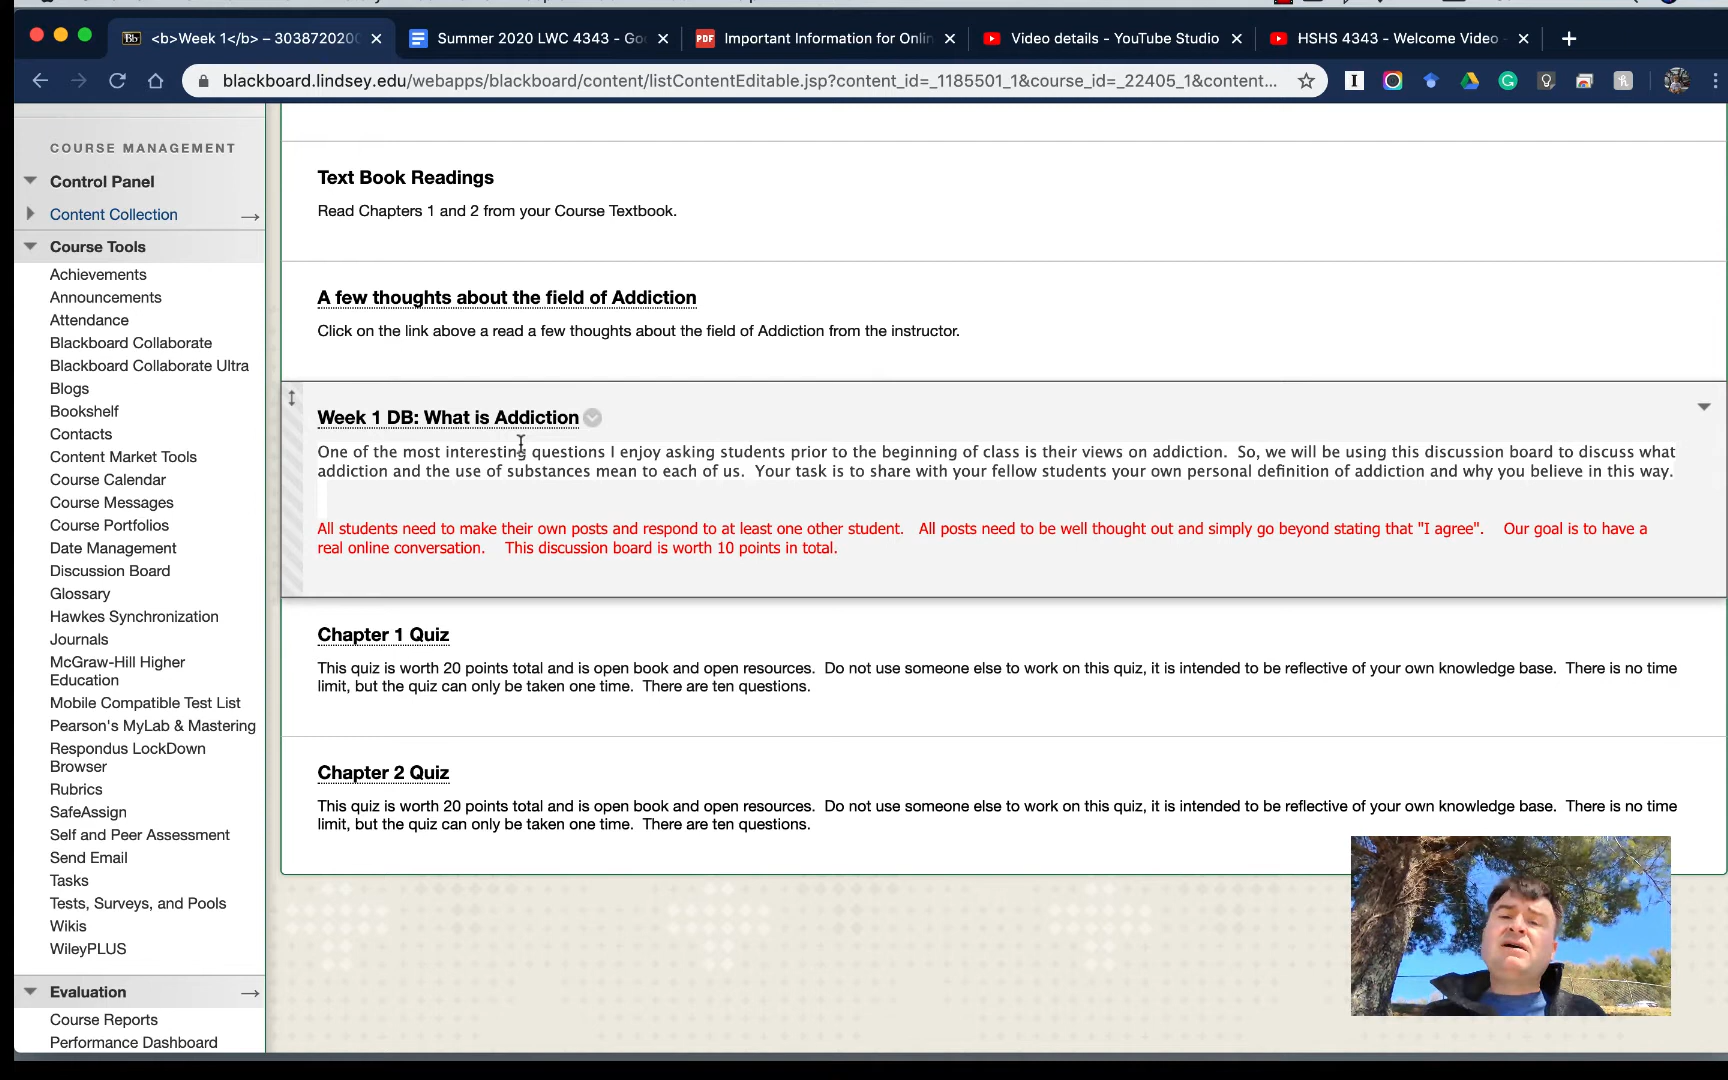 <b>Week 1</b> – 3038720200
Summer 2020 LWC 4343 - Go
Important Information for Onlin
Video details - YouTube Studio
HSHS 4343 - Welcome Video
blackboard.lindsey.edu/webapps/blackboard/content/listContentEditable.jsp?content_id=_1185501_1&course_id=_22405_1&content...
COURSE MANAGEMENT
Control Panel
Content Collection
Course Tools
Achievements
Announcements
Attendance
Blackboard Collaborate
Blackboard Collaborate Ultra
Blogs
Bookshelf
Contacts
Content Market Tools
Course Calendar
Course Messages
Course Portfolios
Date Management
Discussion Board
Glossary
Hawkes Synchronization
Journals
McGraw-Hill Higher
Education
Mobile Compatible Test List
Pearson's MyLab & Mastering
Respondus LockDown
Browser
Rubrics
SafeAssign
Self and Peer Assessment
Send Email
Tasks
Tests, Surveys, and Pools
Wikis
WileyPLUS
Evaluation
Course Reports
Performance Dashboard
Text Book Readings
Read Chapters 1 and 2 from your Course Textbook.
A few thoughts about the field of Addiction
Click on the link above a read a few thoughts about the field of Addiction from the instructor.
Week 1 DB: What is Addiction
One of the most interesting questions I enjoy asking students prior to the beginning of class is their views on addiction. So, we will be using this discussion board to discuss what
addiction and the use of substances mean to each of us. Your task is to share with your fellow students your own personal definition of addiction and why you believe in this way.
All students need to make their own posts and respond to at least one other student. All posts need to be well thought out and simply go beyond stating that "I agree". Our goal is to have a
real online conversation. This discussion board is worth 10 points in total.
Chapter 1 Quiz
This quiz is worth 20 points total and is open book and open resources. Do not use someone else to work on this quiz, it is intended to be reflective of your own knowledge base. There is no time
limit, but the quiz can only be taken one time. There are ten questions.
Chapter 2 Quiz
This quiz is worth 20 points total and is open book and open resources. Do not use someone else to work on this quiz, it is intended to be reflective of your own knowledge base. There is no time
limit, but the quiz can only be taken one time. There are ten questions.